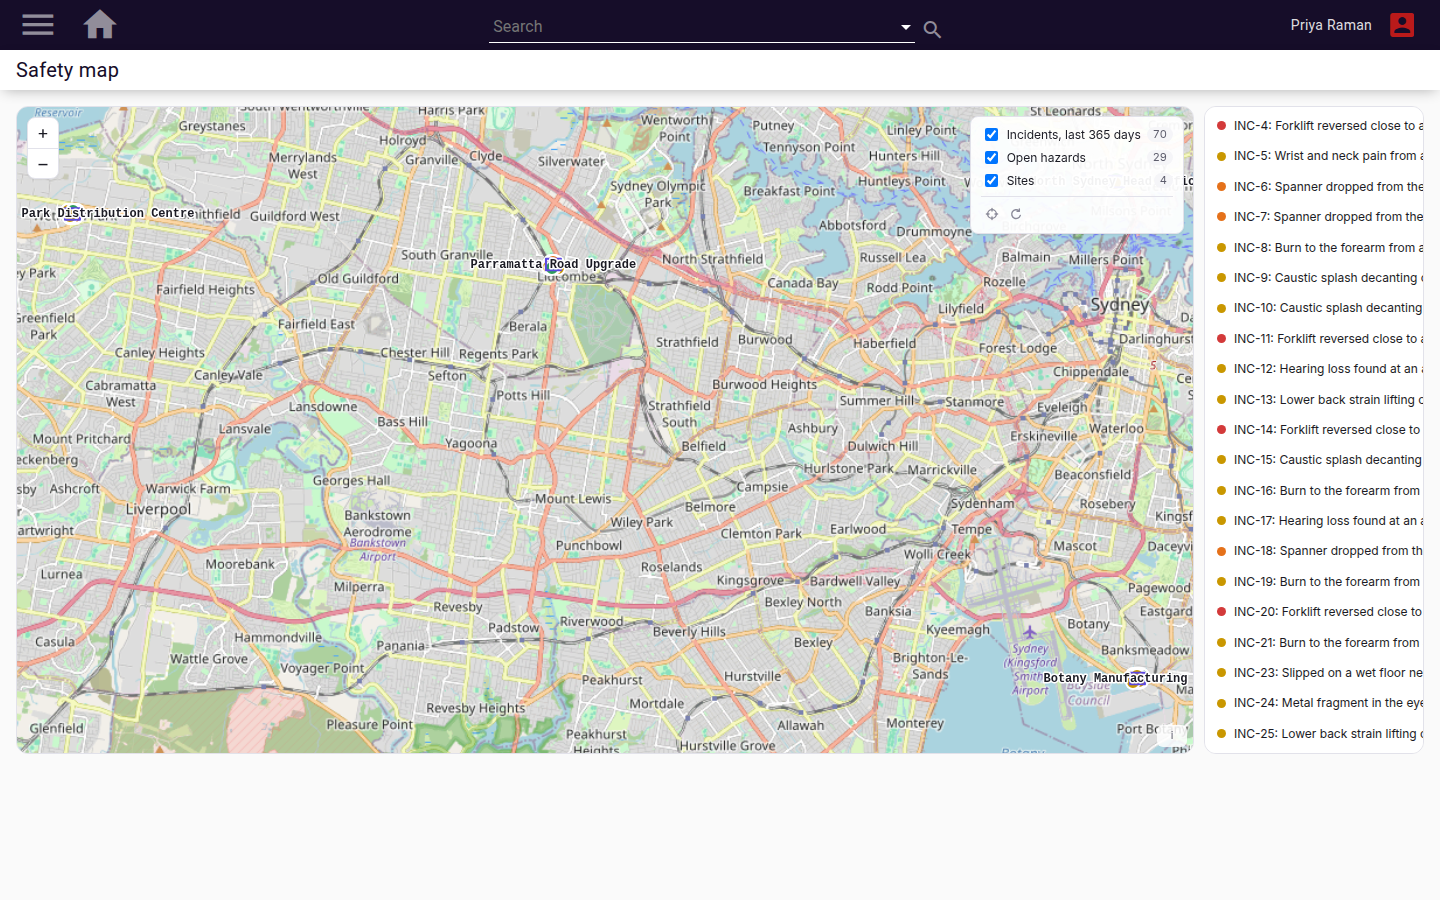 Search
Priya Raman
Safety map
+
−
Incidents, last 365 days 70
Open hazards 29
Sites 4
Reservoir
South Wentworthville
Harris Park
Wentworth Point
Putney
St Leonards
Greystanes
Holroyd
Clyde
Silverwater
Tennyson Point
Linley Point
Merrylands
Merrylands West
Granville
Hunters Hill
Sydney Olympic Park
Breakfast Point
Huntleys Point
Park Distribution Centre
Guildford West
Abbotsford
Drummoyne
South Granville
Parramatta Road Upgrade
North Strathfield
Russell Lea
Balmain
Millers Point
Old Guildford
Canada Bay
Rodd Point
Rozelle
Fairfield Heights
Lilyfield
Sydney
Greenfield Park
Fairfield East
Berala
Strathfield
Burwood
Haberfield
Forest Lodge
Darlinghurst
Canley Heights
Chester Hill
Regents Park
Canley Vale
Sefton
Chippendale
Cabramatta West
Potts Hill
Burwood Heights
Summer Hill
Stanmore
Lansdowne
Strathfield South
Eveleigh
Bass Hill
Lansvale
Ashbury
Waterloo
Mount Pritchard
Yagoona
Belfield
Dulwich Hill
Erskineville
Hurlstone Park
Marrickville
Beaconsfield
Ashcroft
Warwick Farm
Georges Hall
Campsie
Mount Lewis
Belmore
Sydenham
Rosebery
Liverpool
Bankstown Aerodrome
Wiley Park
Earlwood
Tempe
Clemton Park
Bankstown Airport
Punchbowl
Wolli Creek
Mascot
Moorebank
Roselands
Lurnea
Milperra
Kingsgrove
Bardwell Valley
Revesby
Bexley North
Banksia
Riverwood
Padstow
Beverly Hills
Kyeemagh
Botany
Casula
Hammondville
Panania
Bexley
Wattle Grove
Voyager Point
Brighton-Le-Sands
Sydney (Kingsford Smith) Airport
Banksmeadow
Peakhurst
Hurstville
Botany Manufacturing
Bayside Council
Revesby Heights
Mortdale
Glenfield
Pleasure Point
Peakhurst Heights
Allawah
Monterey
Hurstville Grove
INC-4: Forklift reversed close to
INC-5: Wrist and neck pain from
INC-6: Spanner dropped from the
INC-7: Spanner dropped from the
INC-8: Burn to the forearm from
INC-9: Caustic splash decanting
INC-10: Caustic splash decanting
INC-11: Forklift reversed close to
INC-12: Hearing loss found at an
INC-13: Lower back strain lifting
INC-14: Forklift reversed close to
INC-15: Caustic splash decanting
INC-16: Burn to the forearm from
INC-17: Hearing loss found at an
INC-18: Spanner dropped from th
INC-19: Burn to the forearm from
INC-20: Forklift reversed close to
INC-21: Burn to the forearm from
INC-23: Slipped on a wet floor ne
INC-24: Metal fragment in the eye
INC-25: Lower back strain lifting